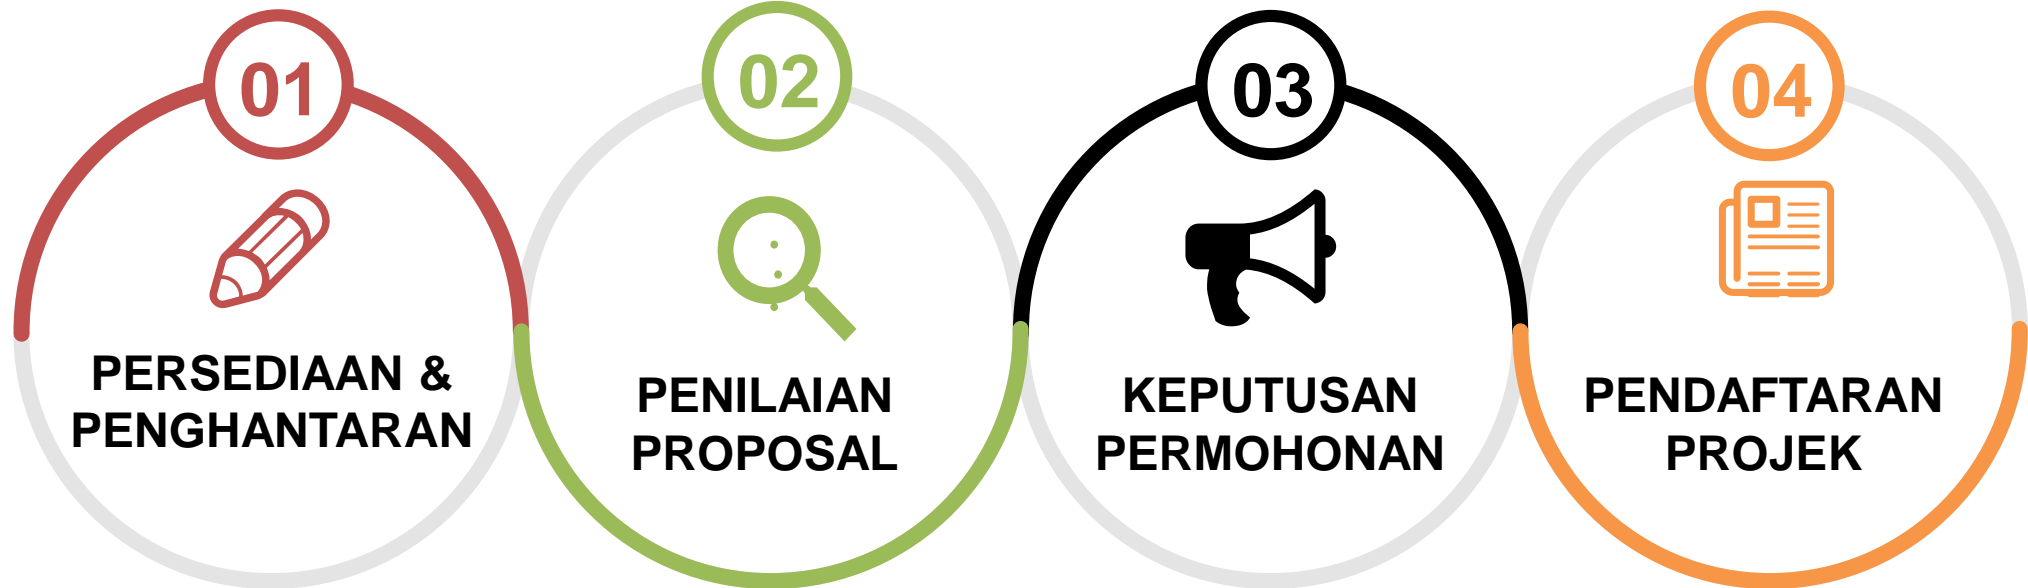 01
PERSEDIAAN &
PENGHANTARAN
02
PENILAIAN
PROPOSAL
03
KEPUTUSAN
PERMOHONAN
04
PENDAFTARAN
PROJEK